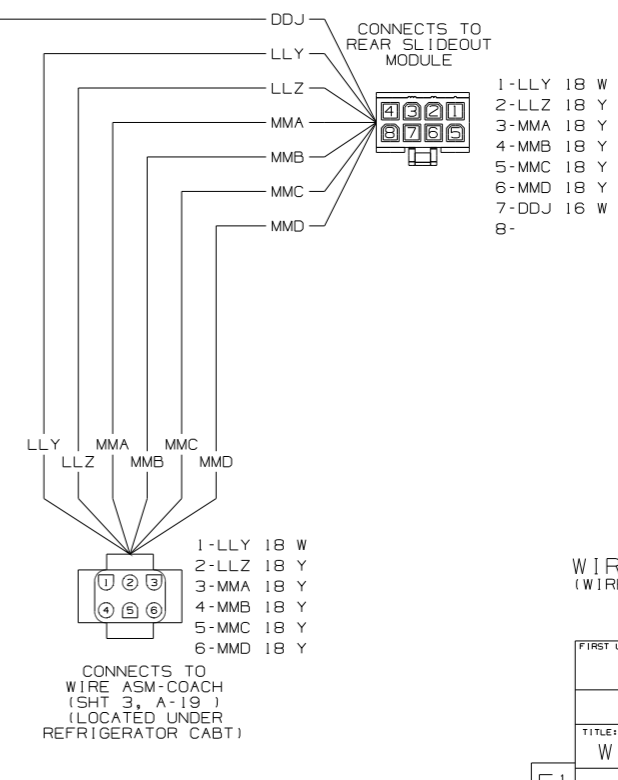 DDJ
LLY
LLZ
MMA
MMB
MMC
MMD
CONNECTS TO
REAR SLIDEOUT
MODULE
4 3 2 1
8 7 6 5
1-LLY 18 W
2-LLZ 18 Y
3-MMA 18 Y
4-MMB 18 Y
5-MMC 18 Y
6-MMD 18 Y
7-DDJ 16 W
8-
LLY MMA MMC
LLZ MMB MMD
1 2 3
4 5 6
1-LLY 18 W
2-LLZ 18 Y
3-MMA 18 Y
4-MMB 18 Y
5-MMC 18 Y
6-MMD 18 Y
CONNECTS TO
WIRE ASM-COACH
(SHT 3, A-19 )
(LOCATED UNDER
REFRIGERATOR CABT)
FIRST
TITLE:
W